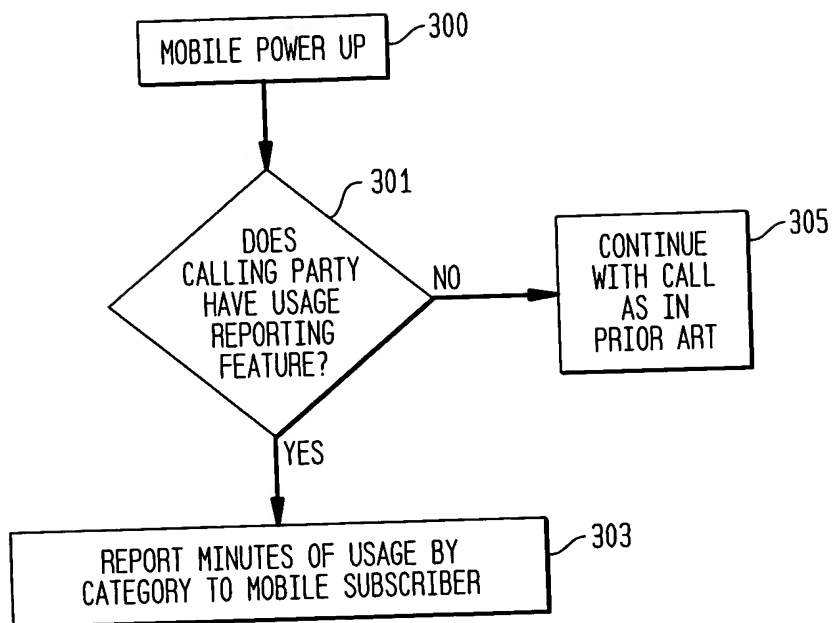 MOBILE POWER UP
300
301
DOES
CALLING PARTY
HAVE USAGE
REPORTING
FEATURE?
NO
CONTINUE
WITH CALL
AS IN
PRIOR ART
305
YES
REPORT MINUTES OF USAGE BY
CATEGORY TO MOBILE SUBSCRIBER
303